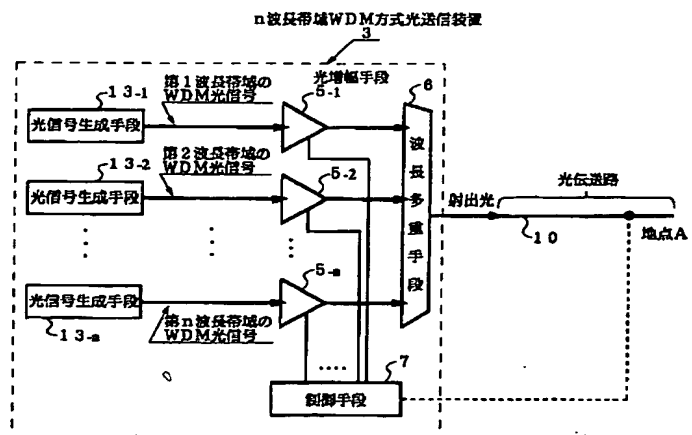 n波長帯域WDM方式光送信装置
3
光増幅手段
6
13-1
第1波長帯域の
WDM光信号
5-1
光信号生成手段
13-2
第2波長帯域の
WDM光信号
5-2
光信号生成手段
波長多重手段
射出光
光伝送路
10
地点A
5-n
光信号生成手段
13-n
第n波長帯域の
WDM光信号
7
制御手段